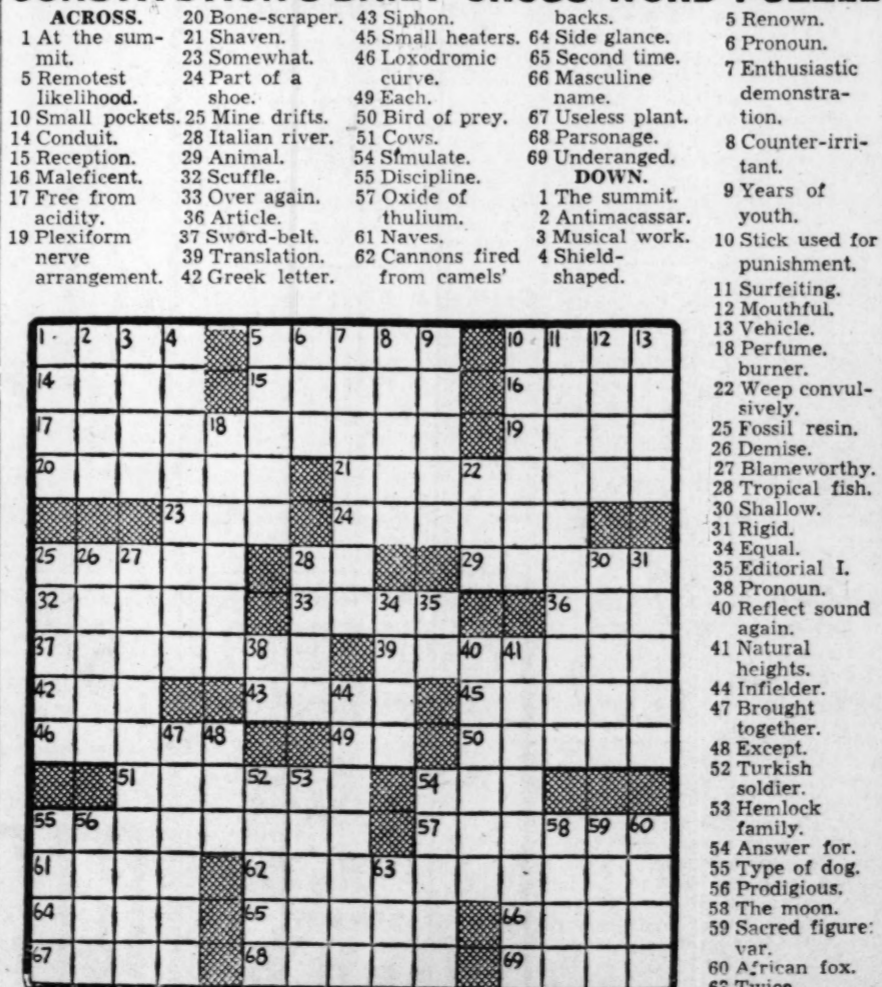 ACROSS.
1 At the sum-
mit.
5 Remotest
likelihood.
10 Small pockets.
14 Conduit.
15 Reception.
16 Maleficent.
17 Free from
acidity.
19 Plexiform
nerve
arrangement.
20 Bone-scraper.
21 Shaven.
23 Somewhat.
24 Part of a
shoe.
25 Mine drifts.
28 Italian river.
29 Animal.
32 Scuffle.
33 Over again.
36 Article.
37 Sword-belt.
39 Translation.
42 Greek letter.
43 Siphon.
45 Small heaters.
46 Loxodromic
curve.
49 Each.
50 Bird of prey.
51 Cows.
54 Simulate.
55 Discipline.
57 Oxide of
thulium.
61 Naves.
62 Cannons fired
from camels'
backs.
64 Side glance.
65 Second time.
66 Masculine
name.
67 Useless plant.
68 Parsonage.
69 Underanged.
DOWN.
1 The summit.
2 Antimacassar.
3 Musical work.
4 Shield-
shaped.
5 Renown.
6 Pronoun.
7 Enthusiastic
demonstra-
tion.
8 Counter-irri-
tant.
9 Years of
youth.
10 Stick used for
punishment.
11 Surfeiting.
12 Mouthful.
13 Vehicle.
18 Perfume
burner.
22 Weep convul-
sively.
25 Fossil resin.
26 Demise.
27 Blameworthy.
28 Tropical fish.
30 Shallow.
31 Rigid.
34 Equal.
35 Editorial I.
38 Pronoun.
40 Reflect sound
again.
41 Natural
heights.
44 Infielder.
47 Brought
together.
48 Except.
52 Turkish
soldier.
53 Hemlock
family.
54 Answer for.
55 Type of dog.
56 Prodigious.
58 The moon.
59 Sacred figure:
var.
60 African fox.
63 Twice.
1 2 3 4 5 6 7 8 9 10 11 12 13
14 15 16
17 18 19
20 21 22
23 24
25 26 27 28 29 30 31
32 33 34 35 36
37 38 39 40 41
42 43 44 45
46 47 48 49 50
51 52 53 54
55 56 57 58 59 60
61 62 63
64 65 66
67 68 69